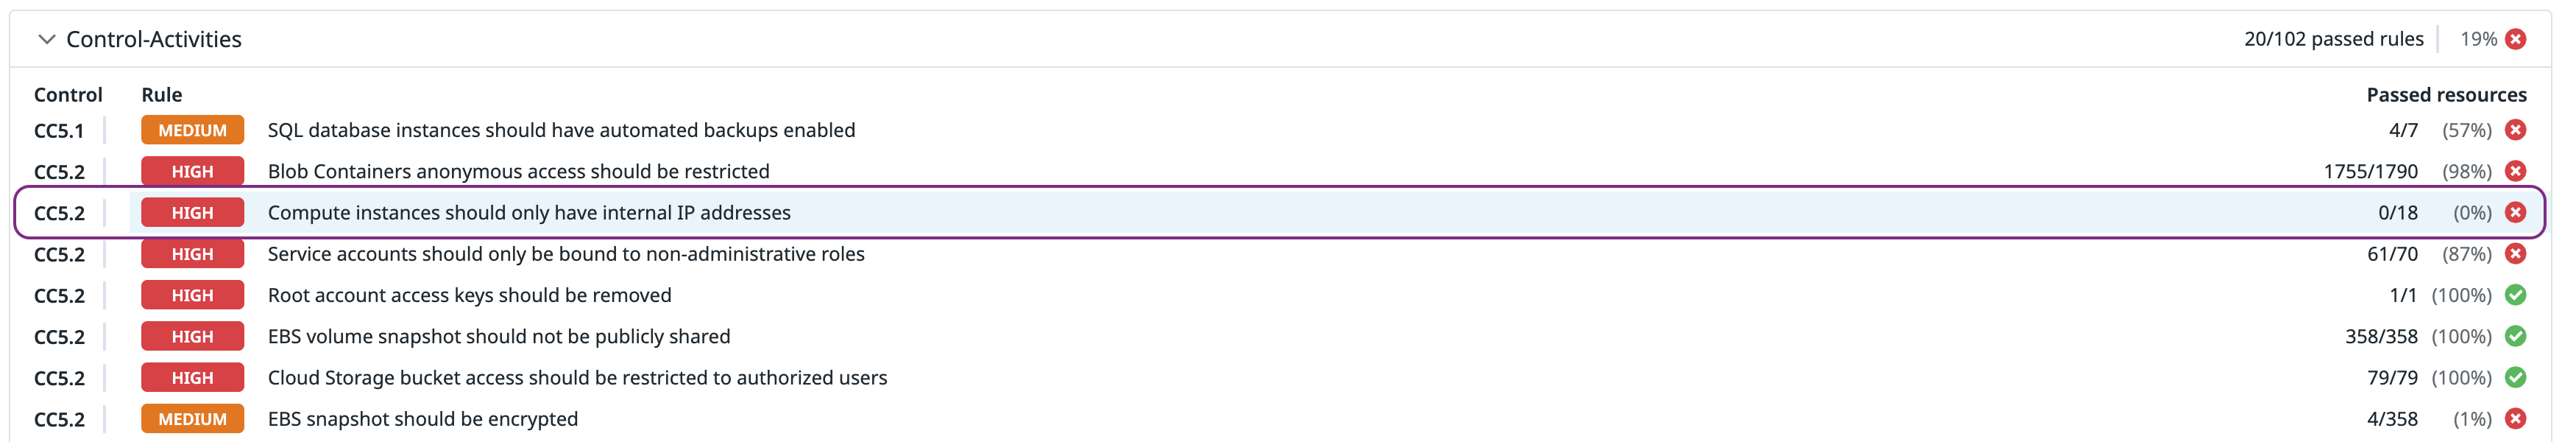 Control-Activities 20/102 passed rules 19%
Control Rule Passed resources
CC5.1 MEDIUM SQL database instances should have automated backups enabled 4/7 (57%)
CC5.2 HIGH Blob Containers anonymous access should be restricted 1755/1790 (98%)
CC5.2 HIGH Compute instances should only have internal IP addresses 0/18 (0%)
CC5.2 HIGH Service accounts should only be bound to non-administrative roles 61/70 (87%)
CC5.2 HIGH Root account access keys should be removed 1/1 (100%)
CC5.2 HIGH EBS volume snapshot should not be publicly shared 358/358 (100%)
CC5.2 HIGH Cloud Storage bucket access should be restricted to authorized users 79/79 (100%)
CC5.2 MEDIUM EBS snapshot should be encrypted 4/358 (1%)